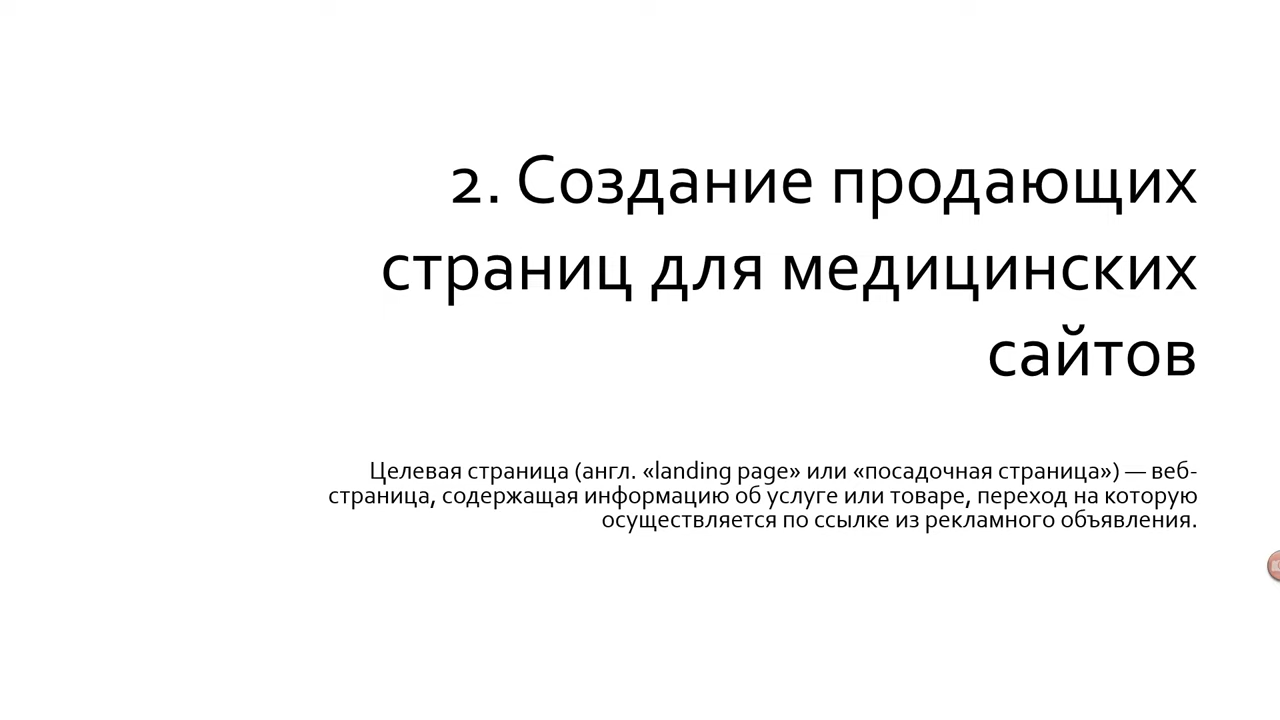 2. Создание продающих
страниц для медицинских
сайтов
Целевая страница (англ. «landing page» или «посадочная страница») — веб-
страница, содержащая информацию об услуге или товаре, переход на которую
осуществляется по ссылке из рекламного объявления.